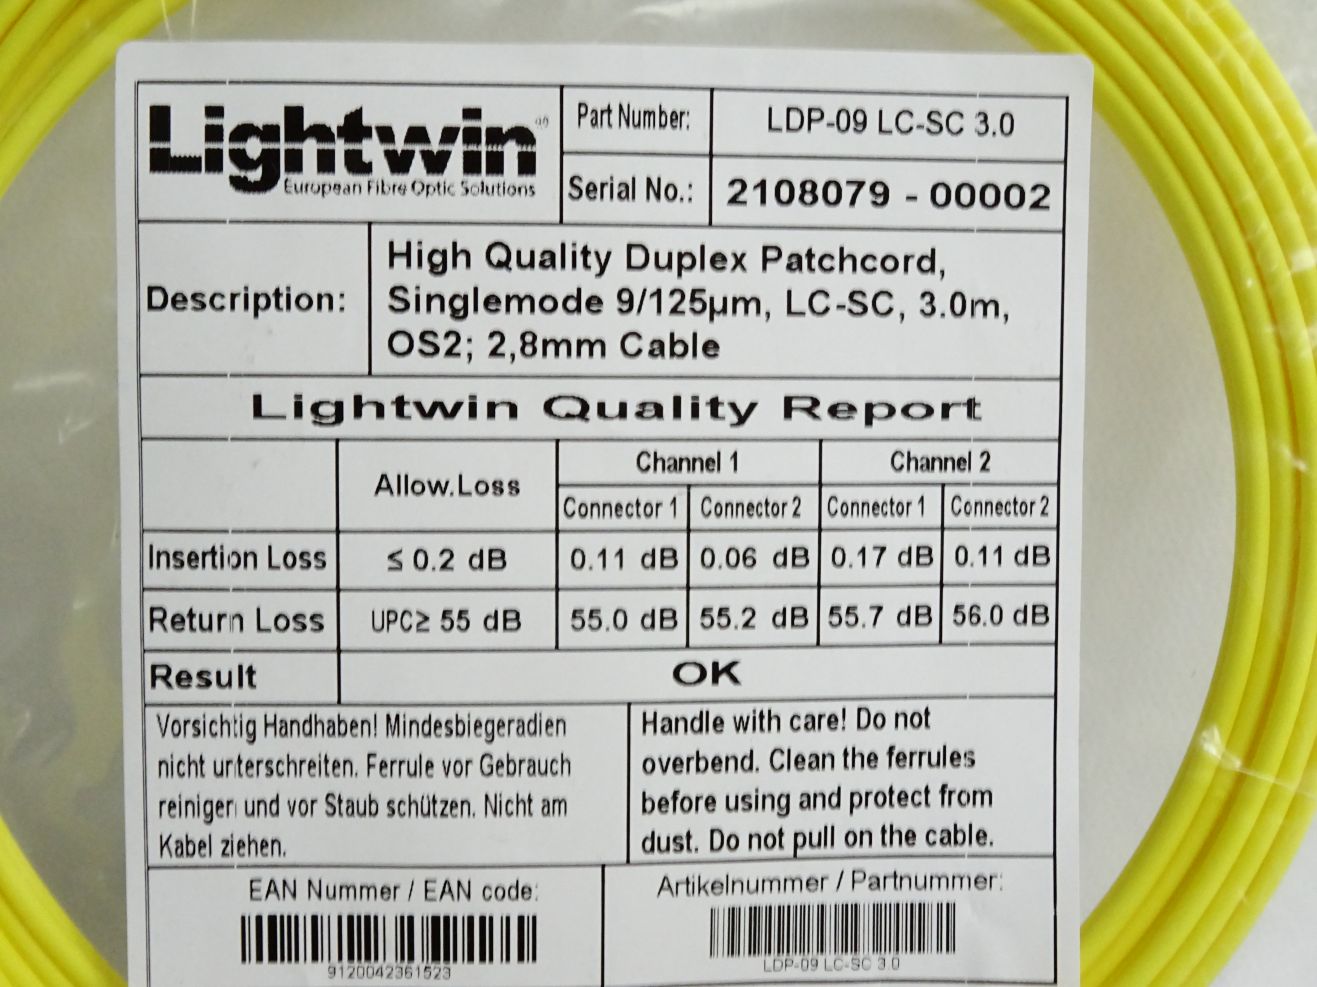 Lightwin
European Fibre Optic Solutions
Part Number: LDP-09 LC-SC 3.0
Serial No.: 2108079 - 00002
Description: High Quality Duplex Patchcord,
Singlemode 9/125µm, LC-SC, 3.0m,
OS2; 2,8mm Cable
Lightwin Quality Report
Allow.Loss Channel 1 Channel 2
Connector 1 Connector 2 Connector 1 Connector 2
Insertion Loss ≤ 0.2 dB 0.11 dB 0.06 dB 0.17 dB 0.11 dB
Return Loss UPC≥ 55 dB 55.0 dB 55.2 dB 55.7 dB 56.0 dB
Result OK
Vorsichtig Handhaben! Mindesbiegeradien
nicht unterschreiten. Ferrule vor Gebrauch
reinigen und vor Staub schützen. Nicht am
Kabel ziehen.
Handle with care! Do not
overbend. Clean the ferrules
before using and protect from
dust. Do not pull on the cable.
EAN Nummer / EAN code:
9120042361523
Artikelnummer / Partnummer:
LDP-09 LC-SC 3.0